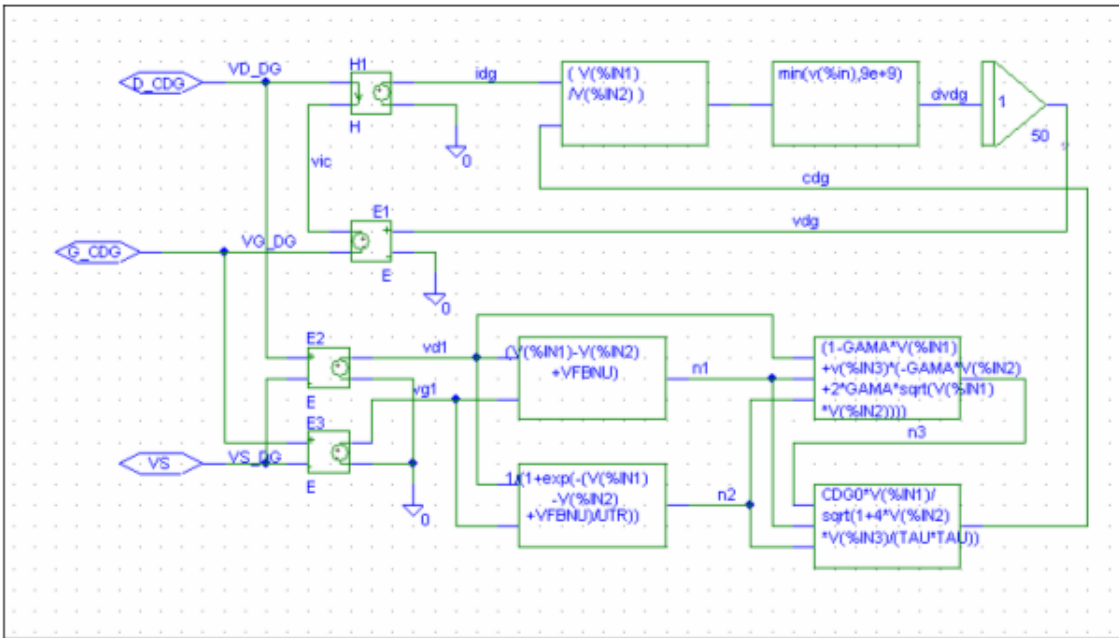 H1
VD_DG
idg
( V(%IN1)
/V(%IN2) )
min(v(%in),9e+9)
dvdg
1
50
D_CDG
H
0
vic
cdg
E1
vdg
VG_DG
G_CDG
E
0
E2
vd1
(V(%IN1)-V(%IN2)
+VFBNU)
n1
(1-GAMA*V(%IN1)
+v(%IN3)*(-GAMA*V(%IN2)
+2*GAMA*sqrt(V(%IN1)
*V(%IN2))))
E
vg1
E3
n3
VS
VS_DG
1/(1+exp(-(V(%IN1)
-V(%IN2)
+VFBNU)/UTR))
n2
CDG0*V(%IN1)/
sqrt(1+4*V(%IN2)
*V(%IN3)/(TAU*TAU))
E
0